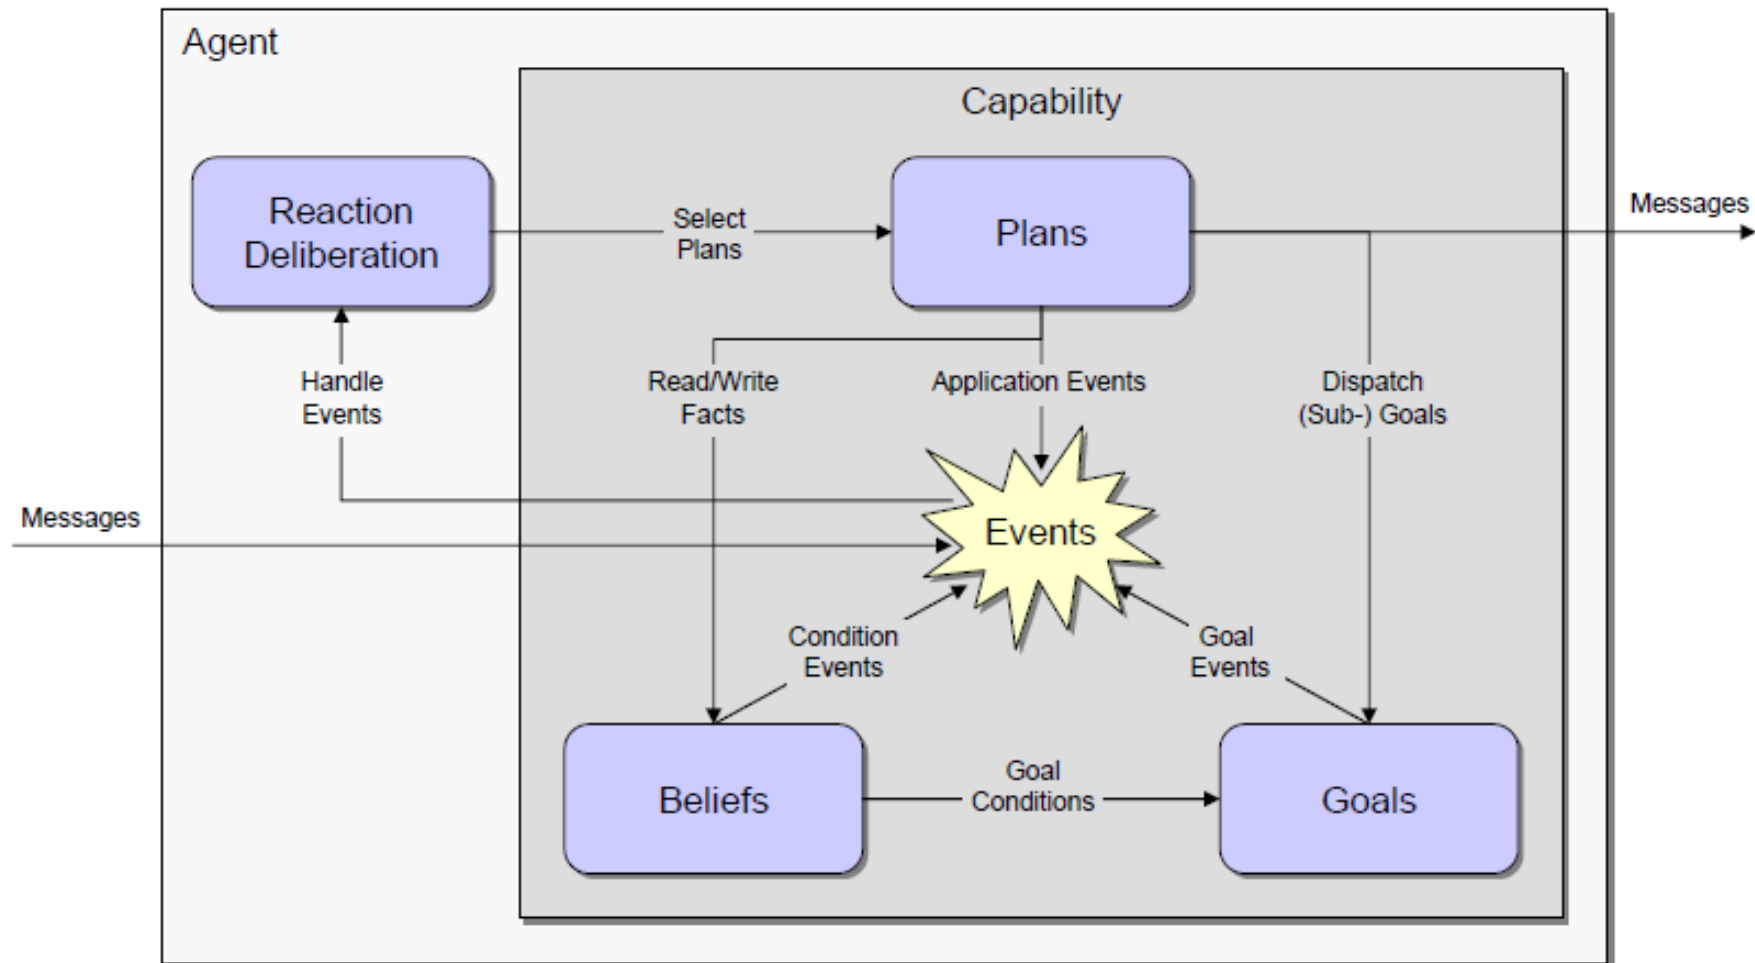 Agent
Capability
Reaction
Deliberation
Select
Plans
Plans
Messages
Handle
Events
Read/Write
Facts
Application Events
Dispatch
(Sub-) Goals
Messages
Events
Condition
Events
Goal
Events
Beliefs
Goal
Conditions
Goals